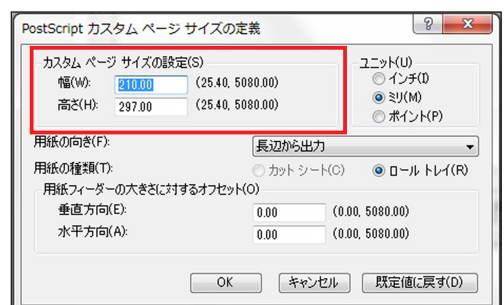 PostScript カスタム ページ サイズの定義
カスタム ページ サイズの設定(S)
幅(W): 210.00 (25.40, 5080.00)
高さ(H): 297.00 (25.40, 5080.00)
ユニット(U)
インチ(I)
ミリ(M)
ポイント(P)
用紙の向き(F): 長辺から出力
用紙の種類(T): カット シート(C) ロール トレイ(R)
用紙フィーダーの大きさに対するオフセット(O)
垂直方向(E): 0.00 (0.00, 5080.00)
水平方向(A): 0.00 (0.00, 5080.00)
OK キャンセル 既定値に戻す(D)